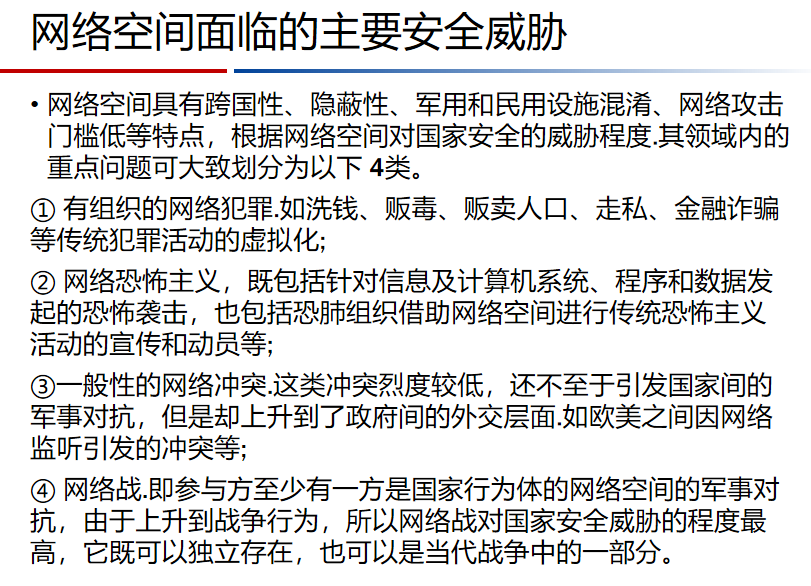 网络空间面临的主要安全威胁
• 网络空间具有跨国性、隐蔽性、军用和民用设施混淆、网络攻击
门槛低等特点，根据网络空间对国家安全的威胁程度.其领域内的
重点问题可大致划分为以下 4类。
① 有组织的网络犯罪.如洗钱、贩毒、贩卖人口、走私、金融诈骗
等传统犯罪活动的虚拟化;
② 网络恐怖主义，既包括针对信息及计算机系统、程序和数据发
起的恐怖袭击，也包括恐肺组织借助网络空间进行传统恐怖主义
活动的宣传和动员等;
③一般性的网络冲突.这类冲突烈度较低，还不至于引发国家间的
军事对抗，但是却上升到了政府间的外交层面.如欧美之间因网络
监听引发的冲突等;
④ 网络战.即参与方至少有一方是国家行为体的网络空间的军事对
抗，由于上升到战争行为，所以网络战对国家安全威胁的程度最
高，它既可以独立存在，也可以是当代战争中的一部分。